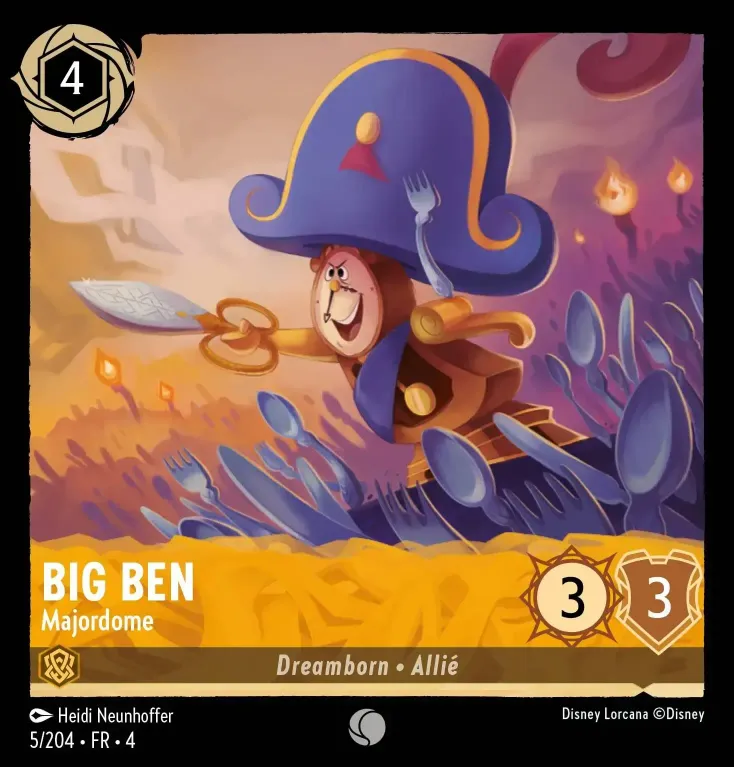 4
BIG BEN
Majordome
3
3
Dreamborn • Allié
Heidi Neunhoffer
Disney Lorcana ©Disney
5/204 • FR • 4